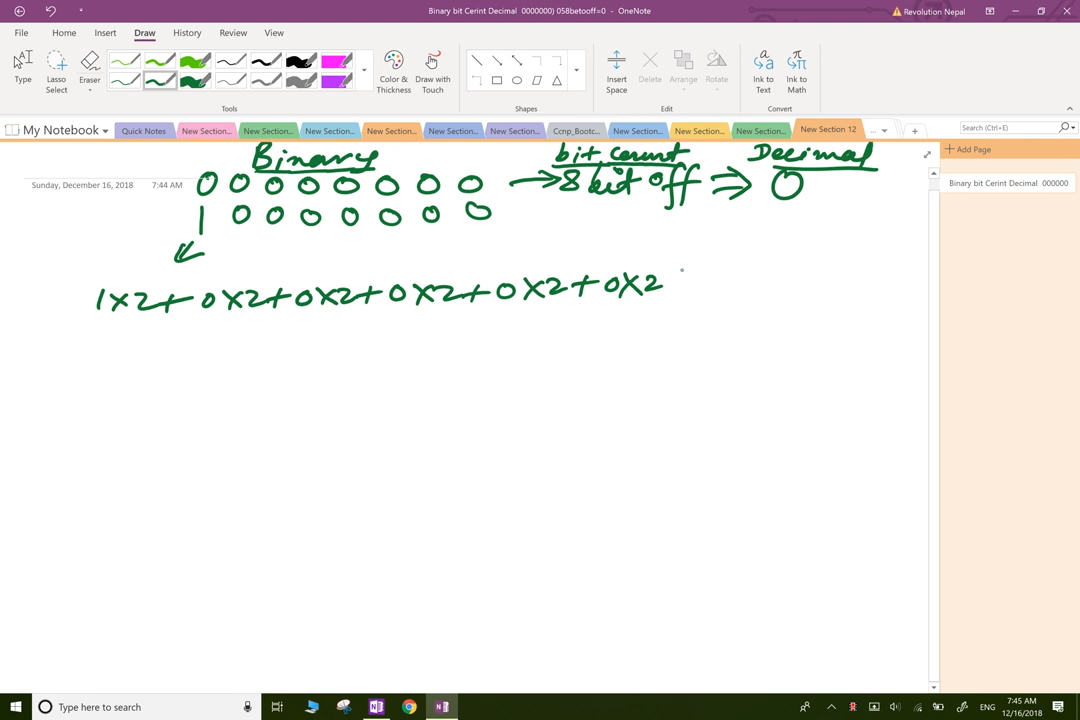 Binary bit Cerint Decimal 0000000) 058betooff=0 - OneNote
Revolution Nepal
File Home Insert Draw History Review View
Type
Lasso Select
Eraser
Color & Thickness
Draw with Touch
Insert Space
Delete
Arrange
Rotate
Ink to Text
Ink to Math
Tools
Shapes
Edit
Convert
My Notebook
Quick Notes
New Section...
New Section...
New Section...
New Section...
New Section...
New Section...
Ccnp_Bootc...
New Section...
New Section...
New Section...
New Section 12
...
Search (Ctrl+E)
Add Page
Binary bit Cerint Decimal 000000
Binary bit count Decimal
Sunday, December 16, 2018 7:44 AM
0 0 0 0 0 0 0 0 → 8 bit off ⇒ 0
1 0 0 0 0 0 0 0
1X2+ 0X2+0X2+0X2+0X2+0X2
Type here to search
ENG
7:45 AM
12/16/2018